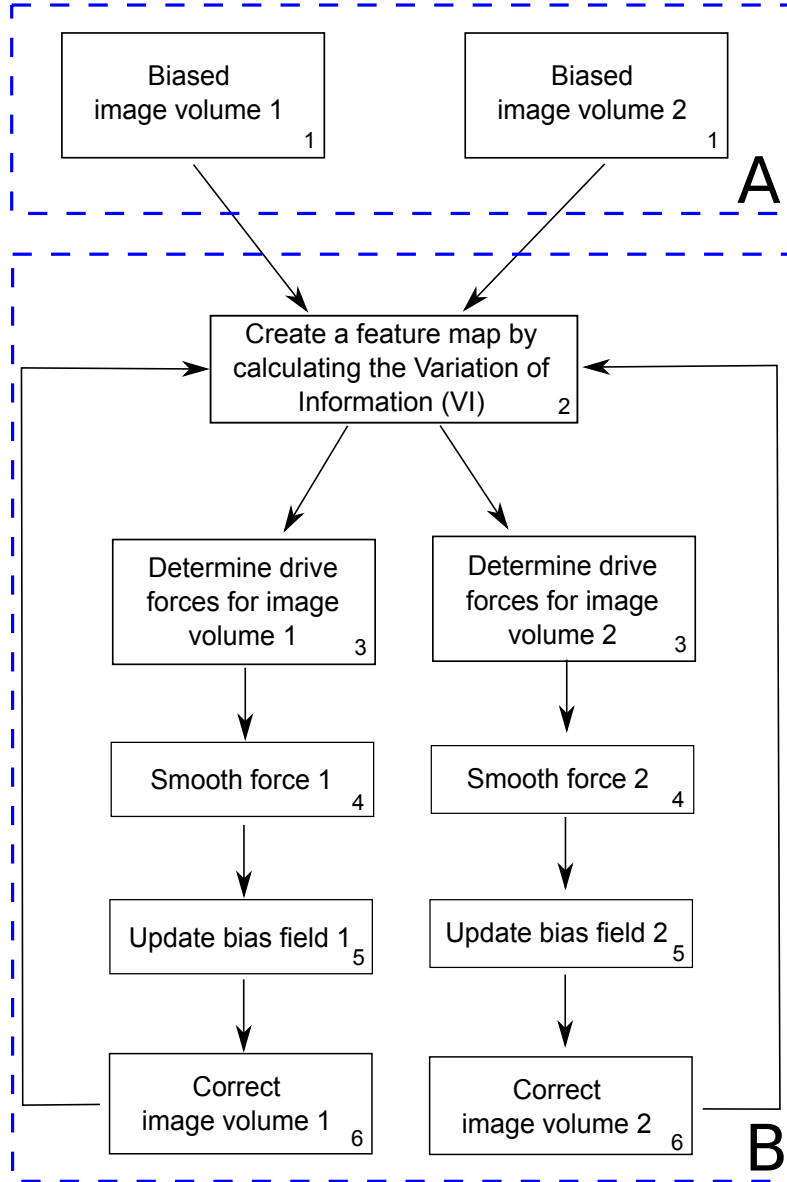 Biased
image volume 1
1
Biased
image volume 2
1
A
Create a feature map by
calculating the Variation of
Information (VI)
2
Determine drive
forces for image
volume 1
3
Determine drive
forces for image
volume 2
3
Smooth force 1
4
Smooth force 2
4
Update bias field 1
5
Update bias field 2
5
Correct
image volume 1
6
Correct
image volume 2
6
B